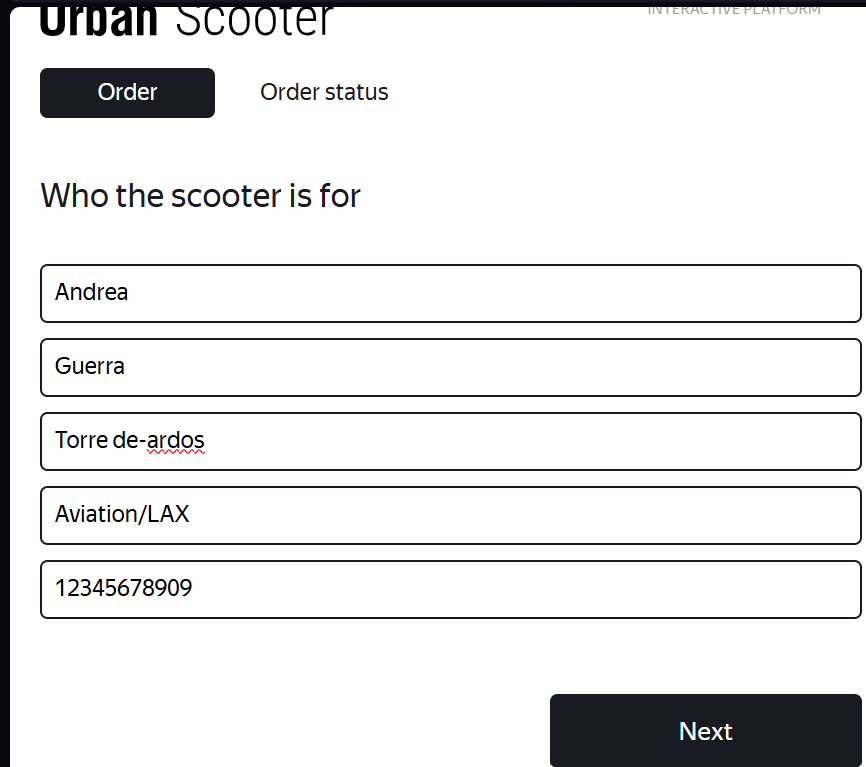 Urban Scooter
INTERACTIVE PLATFORM
Order
Order status
Who the scooter is for
Andrea
Guerra
Torre de-ardos
Aviation/LAX
12345678909
Next